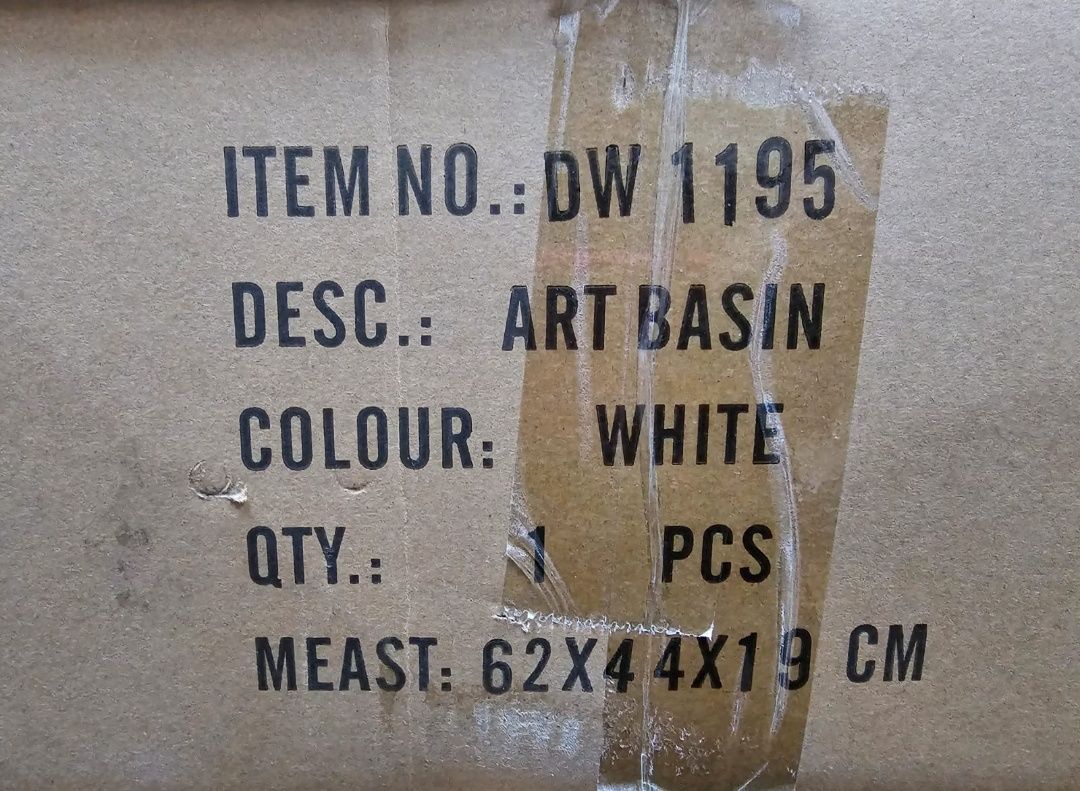 ITEM NO.: DW 1195
DESC.: ART BASIN
COLOUR: WHITE
QTY.: 1 PCS
MEAST: 62X44X19 CM